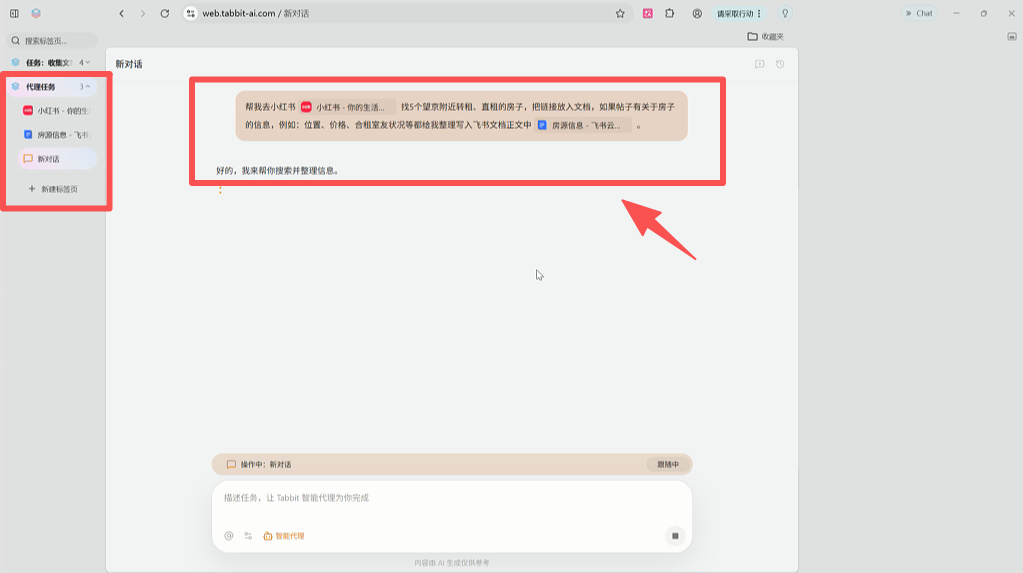 web.tabbit-ai.com / 新对话
请采取行动
Chat
搜索标签页...
收藏夹
任务：收集文 4
代理任务 3
小红书 - 你的生
房源信息 - 飞书
新对话
新建标签页
新对话
帮我去小红书 小红书 - 你的生活... 找5个望京附近转租、直租的房子，把链接放入文档，如果帖子有关于房子
的信息，例如：位置、价格、合租室友状况等都给我整理写入飞书文档正文中 房源信息 - 飞书云... 。
好的，我来帮你搜索并整理信息。
操作中：新对话 跟随中
描述任务，让 Tabbit 智能代理为你完成
智能代理
内容由 AI 生成仅供参考